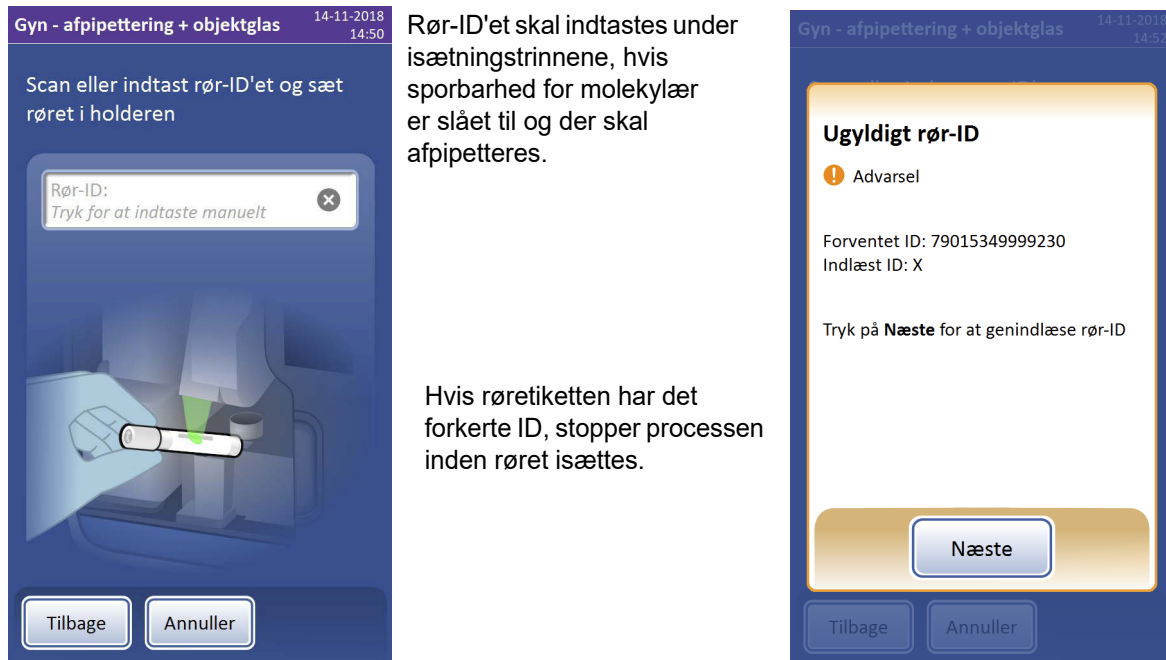 Gyn - afpipettering + objektglas
14-11-2018
14:50
Scan eller indtast rør-ID'et og sæt
røret i holderen
Rør-ID:
Tryk for at indtaste manuelt
Tilbage
Annuller
Rør-ID'et skal indtastes under
isætningstrinnene, hvis
sporbarhed for molekylær
er slået til og der skal
afpipetteres.
Hvis røretiketten har det
forkerte ID, stopper processen
inden røret isættes.
Gyn - afpipettering + objektglas
14-11-2018
14:52
Ugyldigt rør-ID
Advarsel
Forventet ID: 79015349999230
Indlæst ID: X
Tryk på Næste for at genindlæse rør-ID
Næste
Tilbage
Annuller